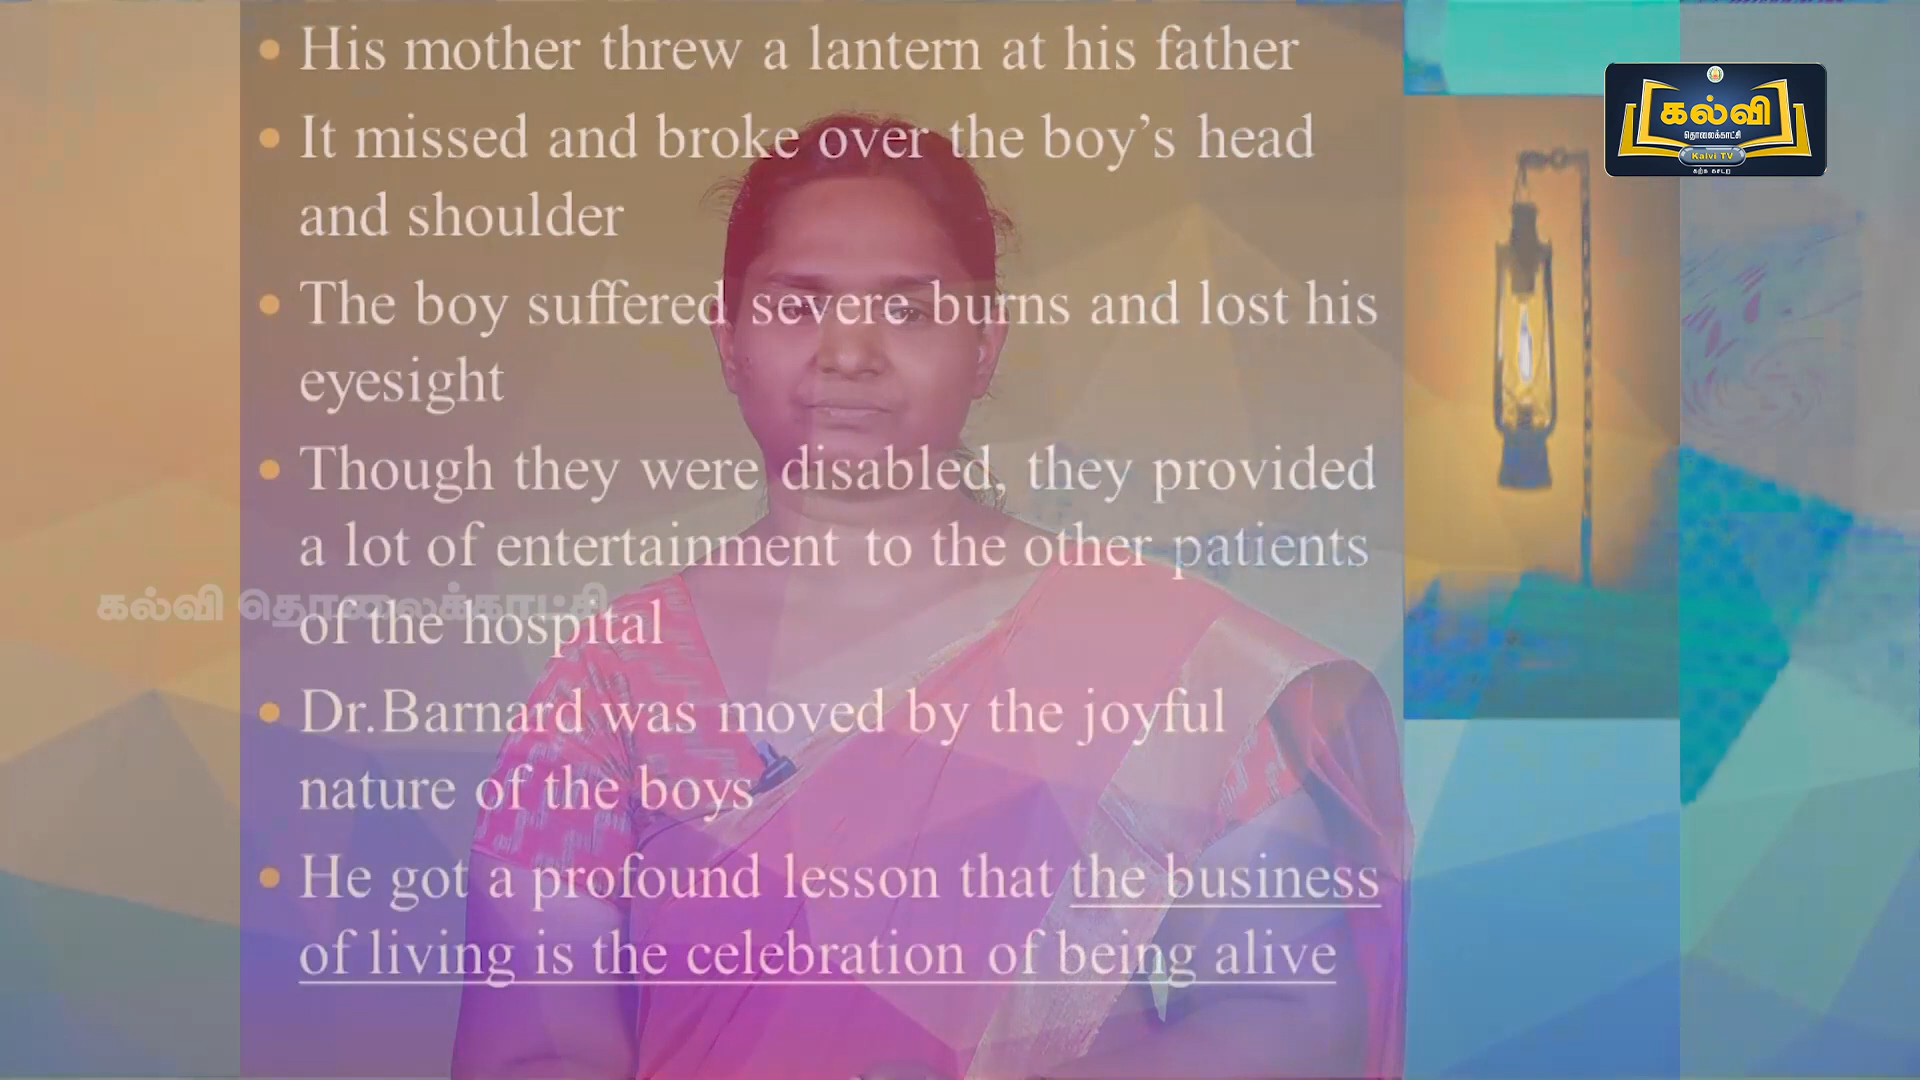 • His mother threw a lantern at his father
• It missed and broke over the boy’s head
and shoulder
• The boy suffered severe burns and lost his
eyesight
• Though they were disabled, they provided
a lot of entertainment to the other patients
of the hospital
• Dr.Barnard was moved by the joyful
nature of the boys
• He got a profound lesson that the business
of living is the celebration of being alive
கல்வி
தொலைக்காட்சி
Kalvi TV
கற்க கசடற
கல்வி தொலைக்காட்சி